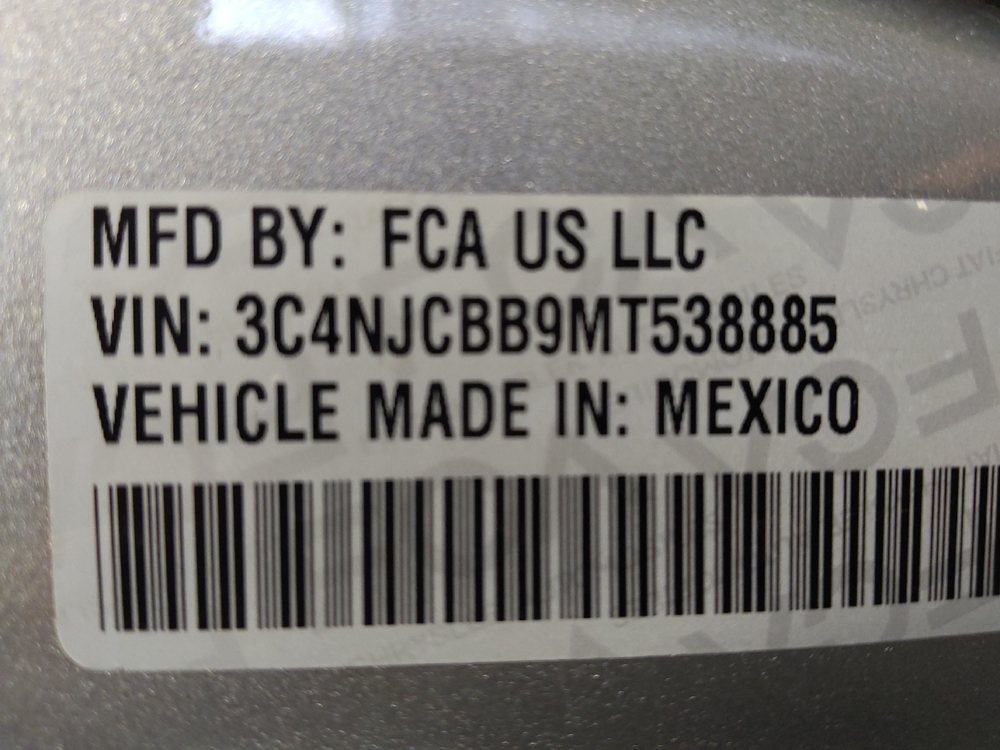 MFD BY: FCA US LLC
VIN: 3C4NJCBB9MT538885
VEHICLE MADE IN: MEXICO